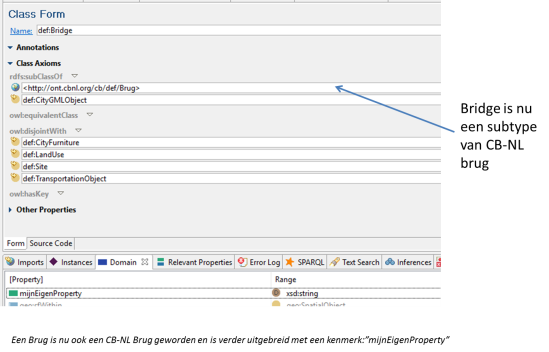 Class Form
Name: def:Bridge
Annotations
Class Axioms
rdfs:subClassOf
<http://ont.cbnl.org/cb/def/Brug>
def:CityGMLObject
owl:equivalentClass
owl:disjointWith
def:CityFurniture
def:LandUse
def:Site
def:TransportationObject
owl:hasKey
Other Properties
Bridge is nu
een subtype
van CB-NL
brug
Form Source Code
Imports Instances Domain Relevant Properties Error Log SPARQL Text Search Inferences
[Property] Range
mijnEigenProperty xsd:string
geo:rcffWithin geo:SpatialObject
Een Brug is nu ook een CB-NL Brug geworden en is verder uitgebreid met een kenmerk:”mijnEigenProperty”